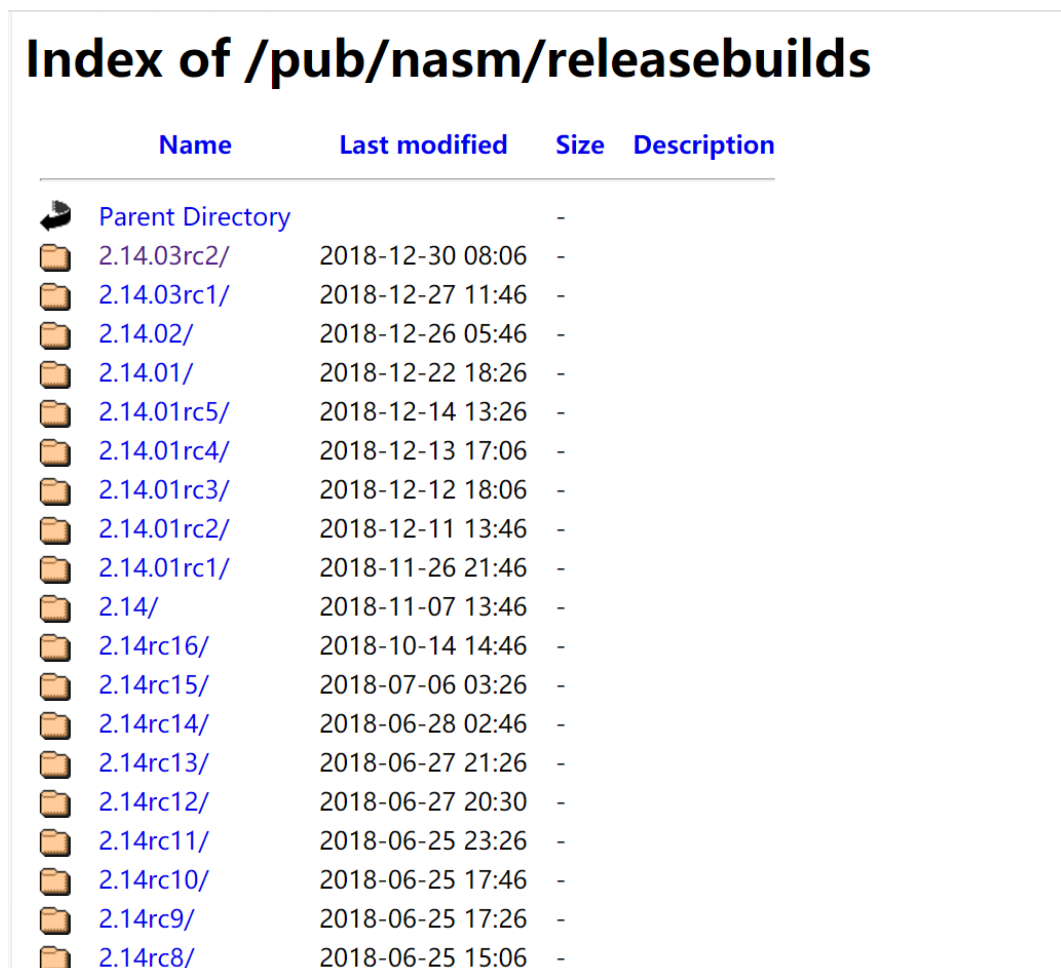 Index of /pub/nasm/releasebuilds
Name Last modified Size Description
Parent Directory -
2.14.03rc2/ 2018-12-30 08:06 -
2.14.03rc1/ 2018-12-27 11:46 -
2.14.02/ 2018-12-26 05:46 -
2.14.01/ 2018-12-22 18:26 -
2.14.01rc5/ 2018-12-14 13:26 -
2.14.01rc4/ 2018-12-13 17:06 -
2.14.01rc3/ 2018-12-12 18:06 -
2.14.01rc2/ 2018-12-11 13:46 -
2.14.01rc1/ 2018-11-26 21:46 -
2.14/ 2018-11-07 13:46 -
2.14rc16/ 2018-10-14 14:46 -
2.14rc15/ 2018-07-06 03:26 -
2.14rc14/ 2018-06-28 02:46 -
2.14rc13/ 2018-06-27 21:26 -
2.14rc12/ 2018-06-27 20:30 -
2.14rc11/ 2018-06-25 23:26 -
2.14rc10/ 2018-06-25 17:46 -
2.14rc9/ 2018-06-25 17:26 -
2.14rc8/ 2018-06-25 15:06 -